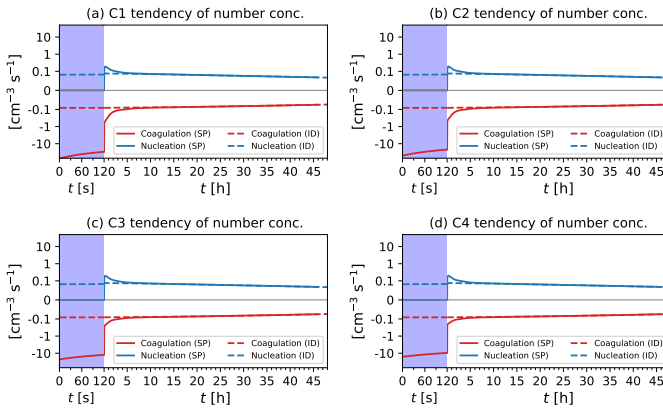 (a) C1 tendency of number conc.
[cm⁻³ s⁻¹]
10
1
0.1
0
-0.1
-1
-10
Coagulation (SP)
Nucleation (SP)
Coagulation (ID)
Nucleation (ID)
0 60 120 5 10 15 20 25 30 35 40 45
t [s]
t [h]
(b) C2 tendency of number conc.
[cm⁻³ s⁻¹]
10
1
0.1
0
-0.1
-1
-10
Coagulation (SP)
Nucleation (SP)
Coagulation (ID)
Nucleation (ID)
0 60 120 5 10 15 20 25 30 35 40 45
t [s]
t [h]
(c) C3 tendency of number conc.
[cm⁻³ s⁻¹]
10
1
0.1
0
-0.1
-1
-10
Coagulation (SP)
Nucleation (SP)
Coagulation (ID)
Nucleation (ID)
0 60 120 5 10 15 20 25 30 35 40 45
t [s]
t [h]
(d) C4 tendency of number conc.
[cm⁻³ s⁻¹]
10
1
0.1
0
-0.1
-1
-10
Coagulation (SP)
Nucleation (SP)
Coagulation (ID)
Nucleation (ID)
0 60 120 5 10 15 20 25 30 35 40 45
t [s]
t [h]